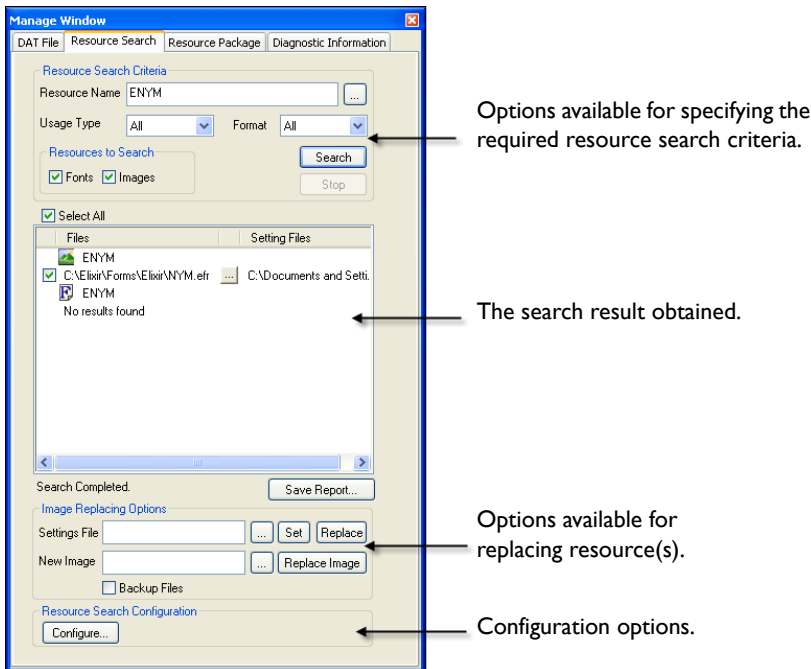 Manage Window
DAT File Resource Search Resource Package Diagnostic Information
Resource Search Criteria
Resource Name ENYM ...
Usage Type All Format All
Resources to Search
Fonts Images
Search
Stop
Options available for specifying the
required resource search criteria.
Select All
Files Setting Files
ENYM
C:\Elixir\Forms\Elixir\NYM.efr ... C:\Documents and Setti.
ENYM
No results found
The search result obtained.
Search Completed.
Save Report...
Image Replacing Options
Settings File ... Set Replace
New Image ... Replace Image
Backup Files
Options available for
replacing resource(s).
Resource Search Configuration
Configure...
Configuration options.